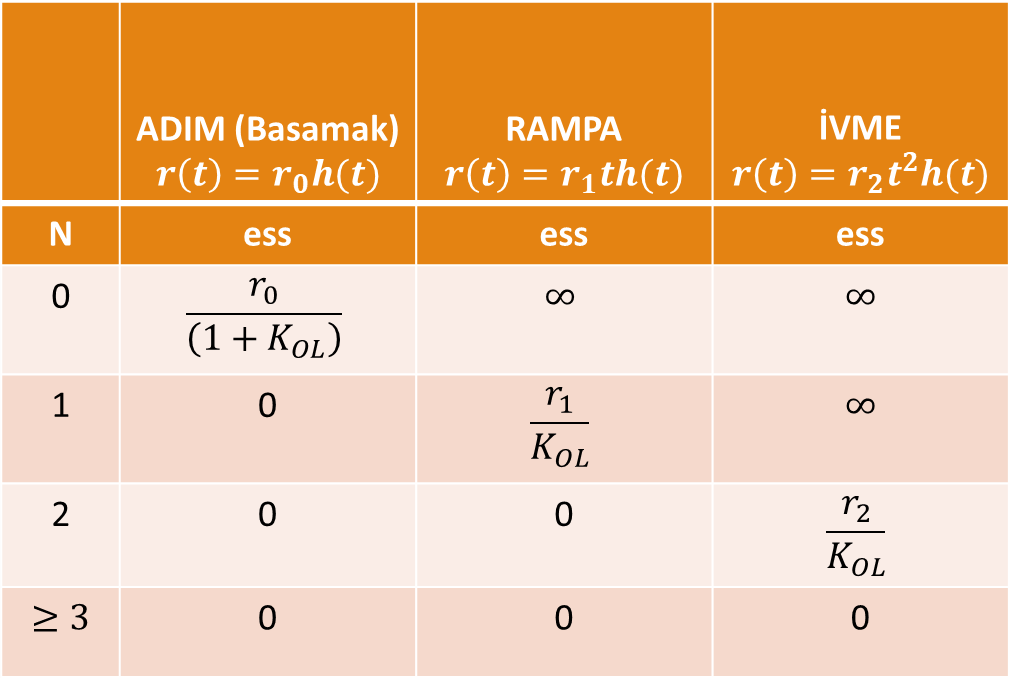 ADIM (Basamak) RAMPA İVME
r(t) = r₀h(t) r(t) = r₁th(t) r(t) = r₂t²h(t)
N ess ess ess
0 r₀/(1 + K_OL) ∞ ∞
1 0 r₁/K_OL ∞
2 0 0 r₂/K_OL
≥ 3 0 0 0